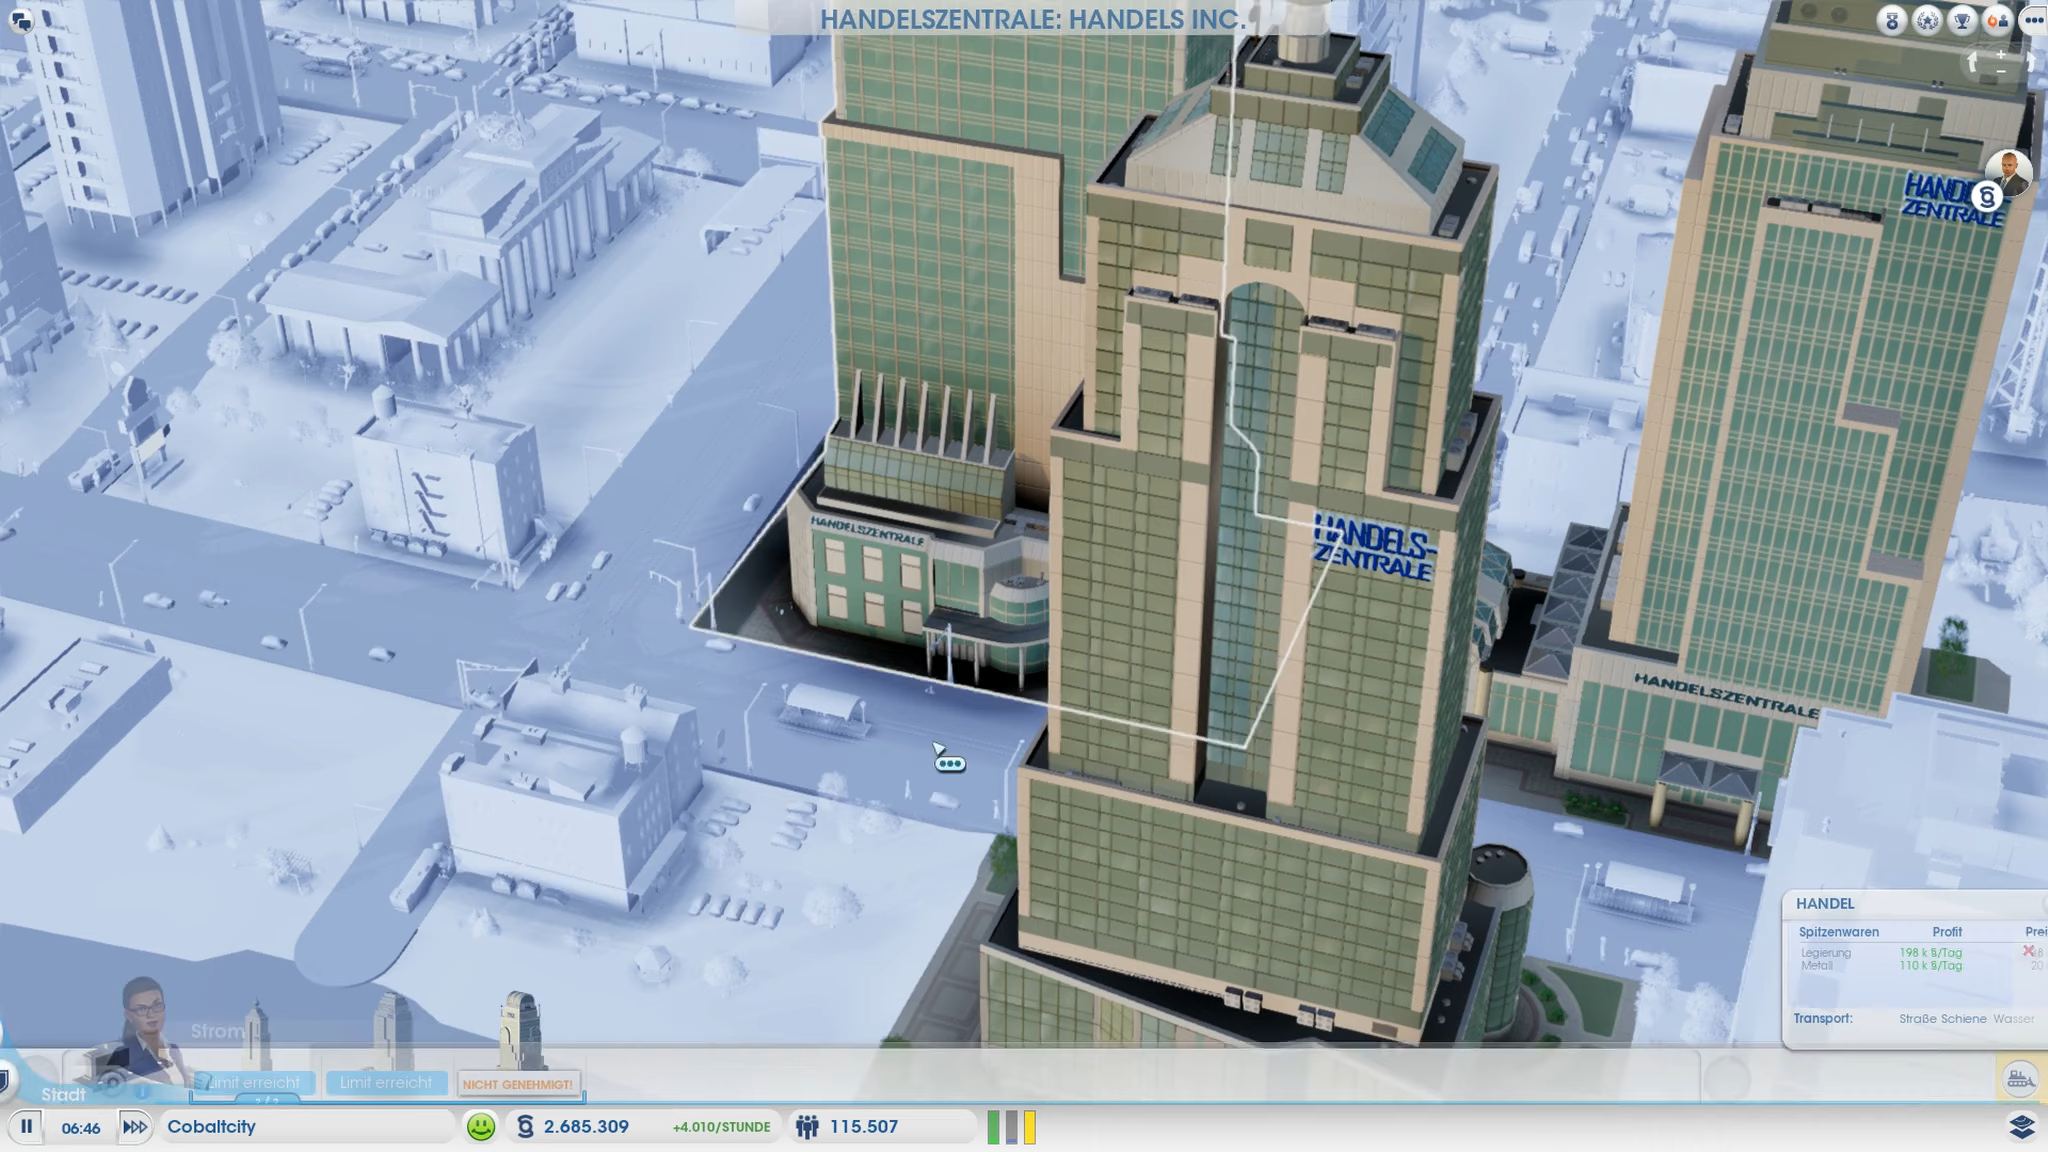 HANDELSZENTRALE: HANDELS INC.
HANDELS-
ZENTRALE
HANDELSZENTRALE
HANDELS-
ZENTRALE
HANDELSZENTRALE
HANDEL
Spitzenwaren Profit
Legierung 198 k §/Tag
Metall 110 k §/Tag
Transport: Straße Schiene Wasser
Strom
Limit erreicht
Limit erreicht
NICHT GENEHMIGT!
Stadt
06:46
Cobaltcity
2.685.309
+4.010/STUNDE
115.507